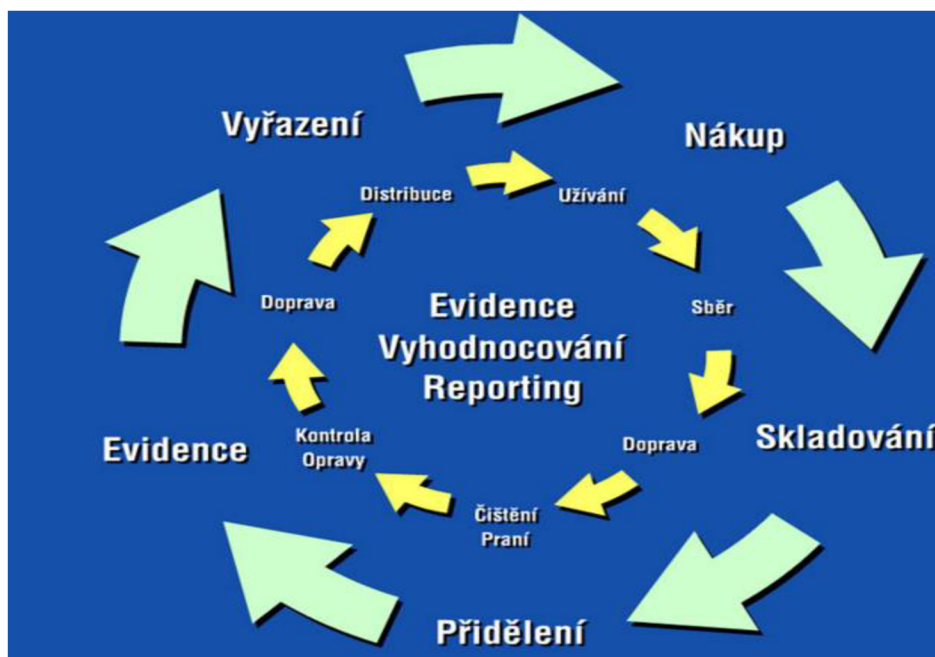 Vyřazení
Nákup
Distribuce
Užívání
Doprava
Evidence
Vyhodnocování
Reporting
Sběr
Evidence
Kontrola
Opravy
Doprava
Skladování
Čištění
Praní
Přidělení